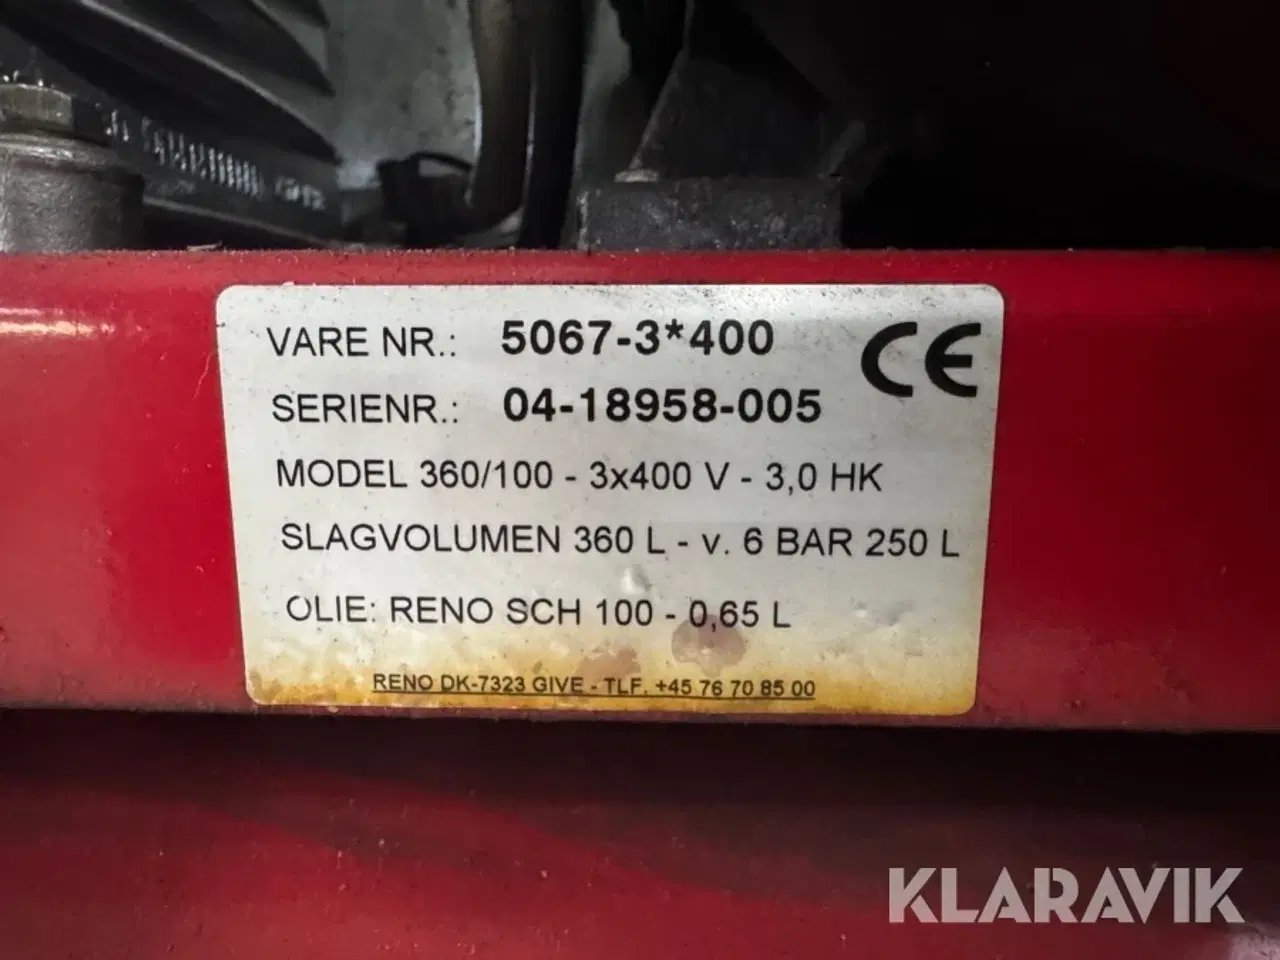 VARE NR.: 5067-3*400 CE
SERIENR.: 04-18958-005
MODEL 360/100 - 3x400 V - 3,0 HK
SLAGVOLUMEN 360 L - v. 6 BAR 250 L
OLIE: RENO SCH 100 - 0,65 L
RENO DK-7323 GIVE - TLF. +45 76 70 85 00
KLARAVIK